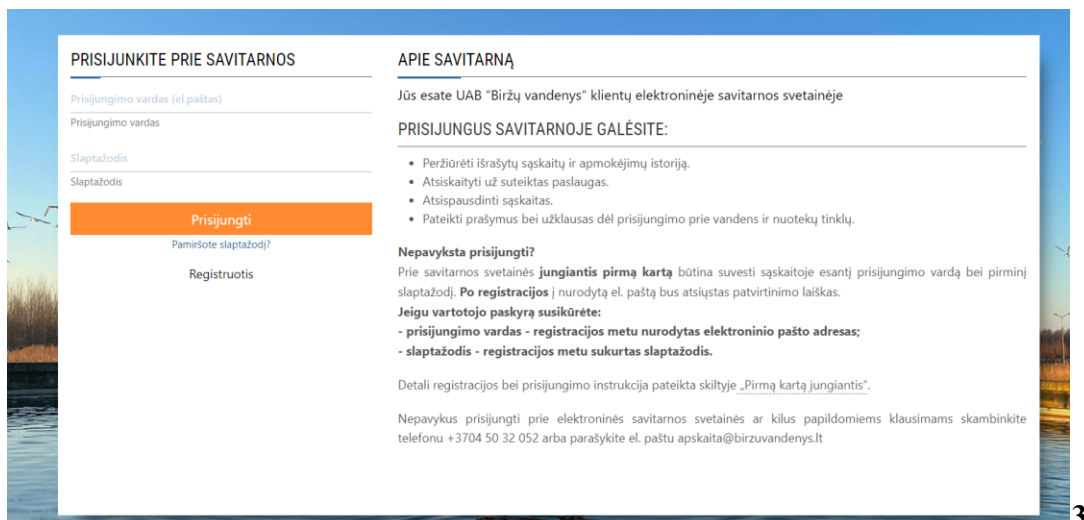 PRISIJUNKITE PRIE SAVITARNOS
Prisijungimo vardas (el.paštas)
Prisijungimo vardas
Slaptažodis
Slaptažodis
Prisijungti
Pamiršote slaptažodį?
Registruotis
APIE SAVITARNĄ
Jūs esate UAB "Biržų vandenys" klientų elektroninėje savitarnos svetainėje
PRISIJUNGUS SAVITARNOJE GALĖSITE:
• Peržiūrėti išrašytų sąskaitų ir apmokėjimų istoriją.
• Atsiskaityti už suteiktas paslaugas.
• Atsispausdinti sąskaitas.
• Pateikti prašymus bei užklausas dėl prisijungimo prie vandens ir nuotekų tinklų.
Nepavyksta prisijungti?
Prie savitarnos svetainės jungiantis pirmą kartą būtina suvesti sąskaitoje esantį prisijungimo vardą bei pirminį
slaptažodį. Po registracijos į nurodytą el. paštą bus atsiųstas patvirtinimo laiškas.
Jeigu vartotojo paskyrą susikūrėte:
- prisijungimo vardas - registracijos metu nurodytas elektroninio pašto adresas;
- slaptažodis - registracijos metu sukurtas slaptažodis.
Detali registracijos bei prisijungimo instrukcija pateikta skiltyje „Pirmą kartą jungiantis".
Nepavykus prisijungti prie elektroninės savitarnos svetainės ar kilus papildomiems klausimams skambinkite
telefonu +3704 50 32 052 arba parašykite el. paštu apskaita@birzuvandenys.lt
3